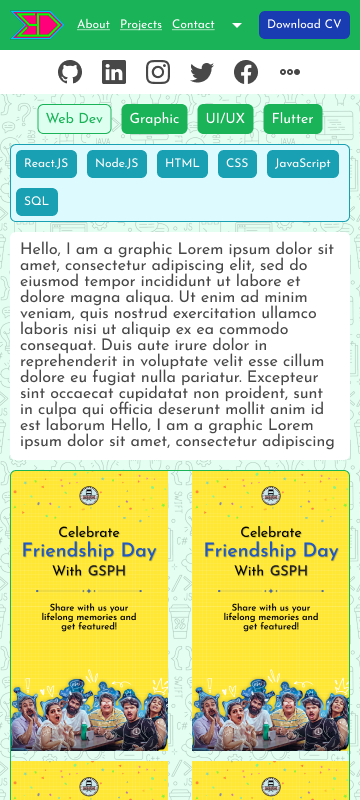 About Projects Contact Download CV
Web Dev Graphic UI/UX Flutter
React.JS Node.JS HTML CSS JavaScript
SQL
Hello, I am a graphic Lorem ipsum dolor sit
amet, consectetur adipiscing elit, sed do
eiusmod tempor incididunt ut labore et
dolore magna aliqua. Ut enim ad minim
veniam, quis nostrud exercitation ullamco
laboris nisi ut aliquip ex ea commodo
consequat. Duis aute irure dolor in
reprehenderit in voluptate velit esse cillum
dolore eu fugiat nulla pariatur. Excepteur
sint occaecat cupidatat non proident, sunt
in culpa qui officia deserunt mollit anim id
est laborum Hello, I am a graphic Lorem
ipsum dolor sit amet, consectetur adipiscing
Celebrate
Friendship Day
With GSPH
Share with us your
lifelong memories and
get featured!
Celebrate
Friendship Day
With GSPH
Share with us your
lifelong memories and
get featured!